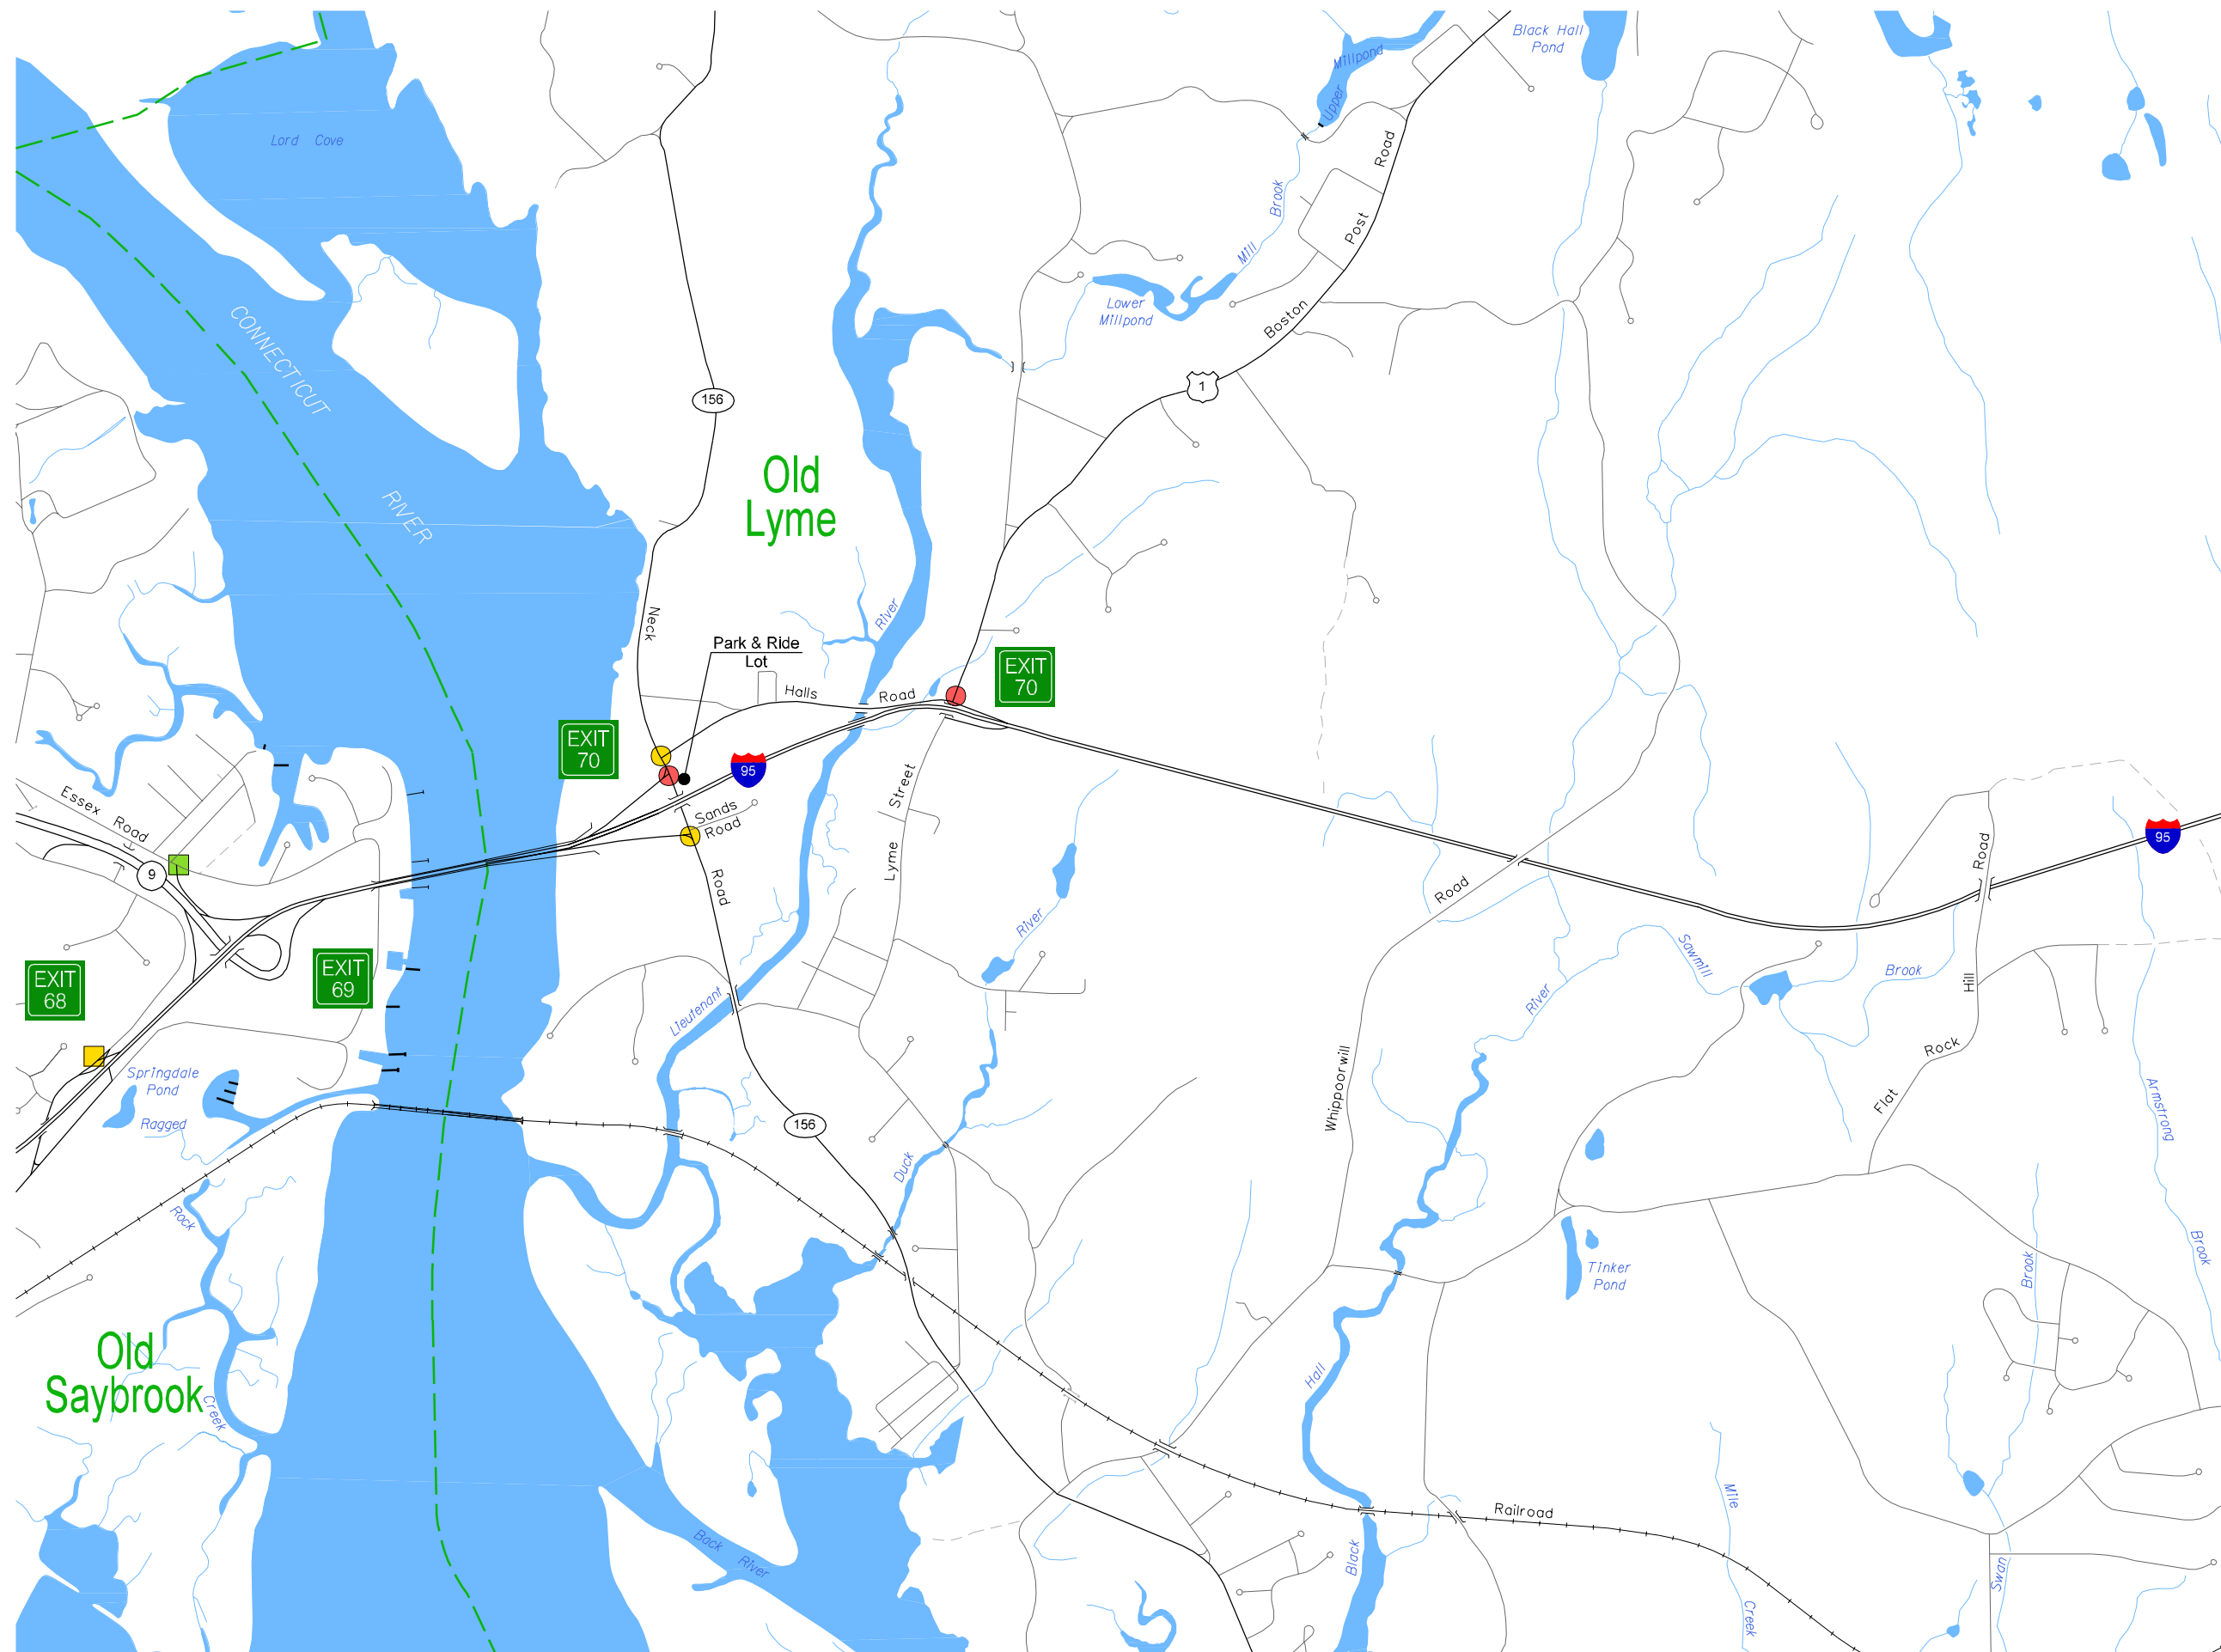 Black Hall
Pond
Upper Millpond
Lord Cove
Road
Post
Boston
Mill Brook
Lower
Millpond
CONNECTICUT
RIVER
156
1
Old
Lyme
Neck
Park & Ride
Lot
River
EXIT
70
Halls Road
EXIT
70
95
Sands
Road
Lyme Street
Road
Essex Road
9
EXIT
68
EXIT
69
Lieutenant
River
Road
Whipporwill
River
Sawmill
Brook
Road
Hill
Rock
Flat
95
Armstrong
Brook
Springdale
Pond
Ragged
Rock
Creek
Duck
156
Tinker
Pond
Brook
Old
Saybrook
Hall
Black
Railroad
Mile
Creek
Swan
Back
River